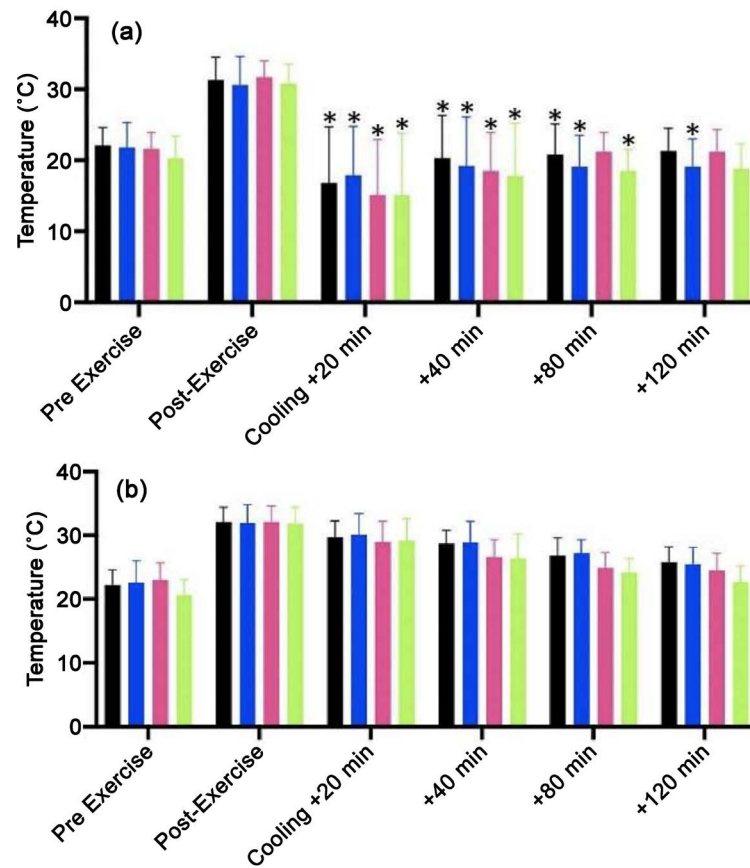 (a)
Temperature (°C)
40
30
20
10
0
* * * * * * * * * * * *
Pre Exercise
Post-Exercise
Cooling +20 min
+40 min
+80 min
+120 min
(b)
Temperature (°C)
40
30
20
10
0
Pre Exercise
Post-Exercise
Cooling +20 min
+40 min
+80 min
+120 min